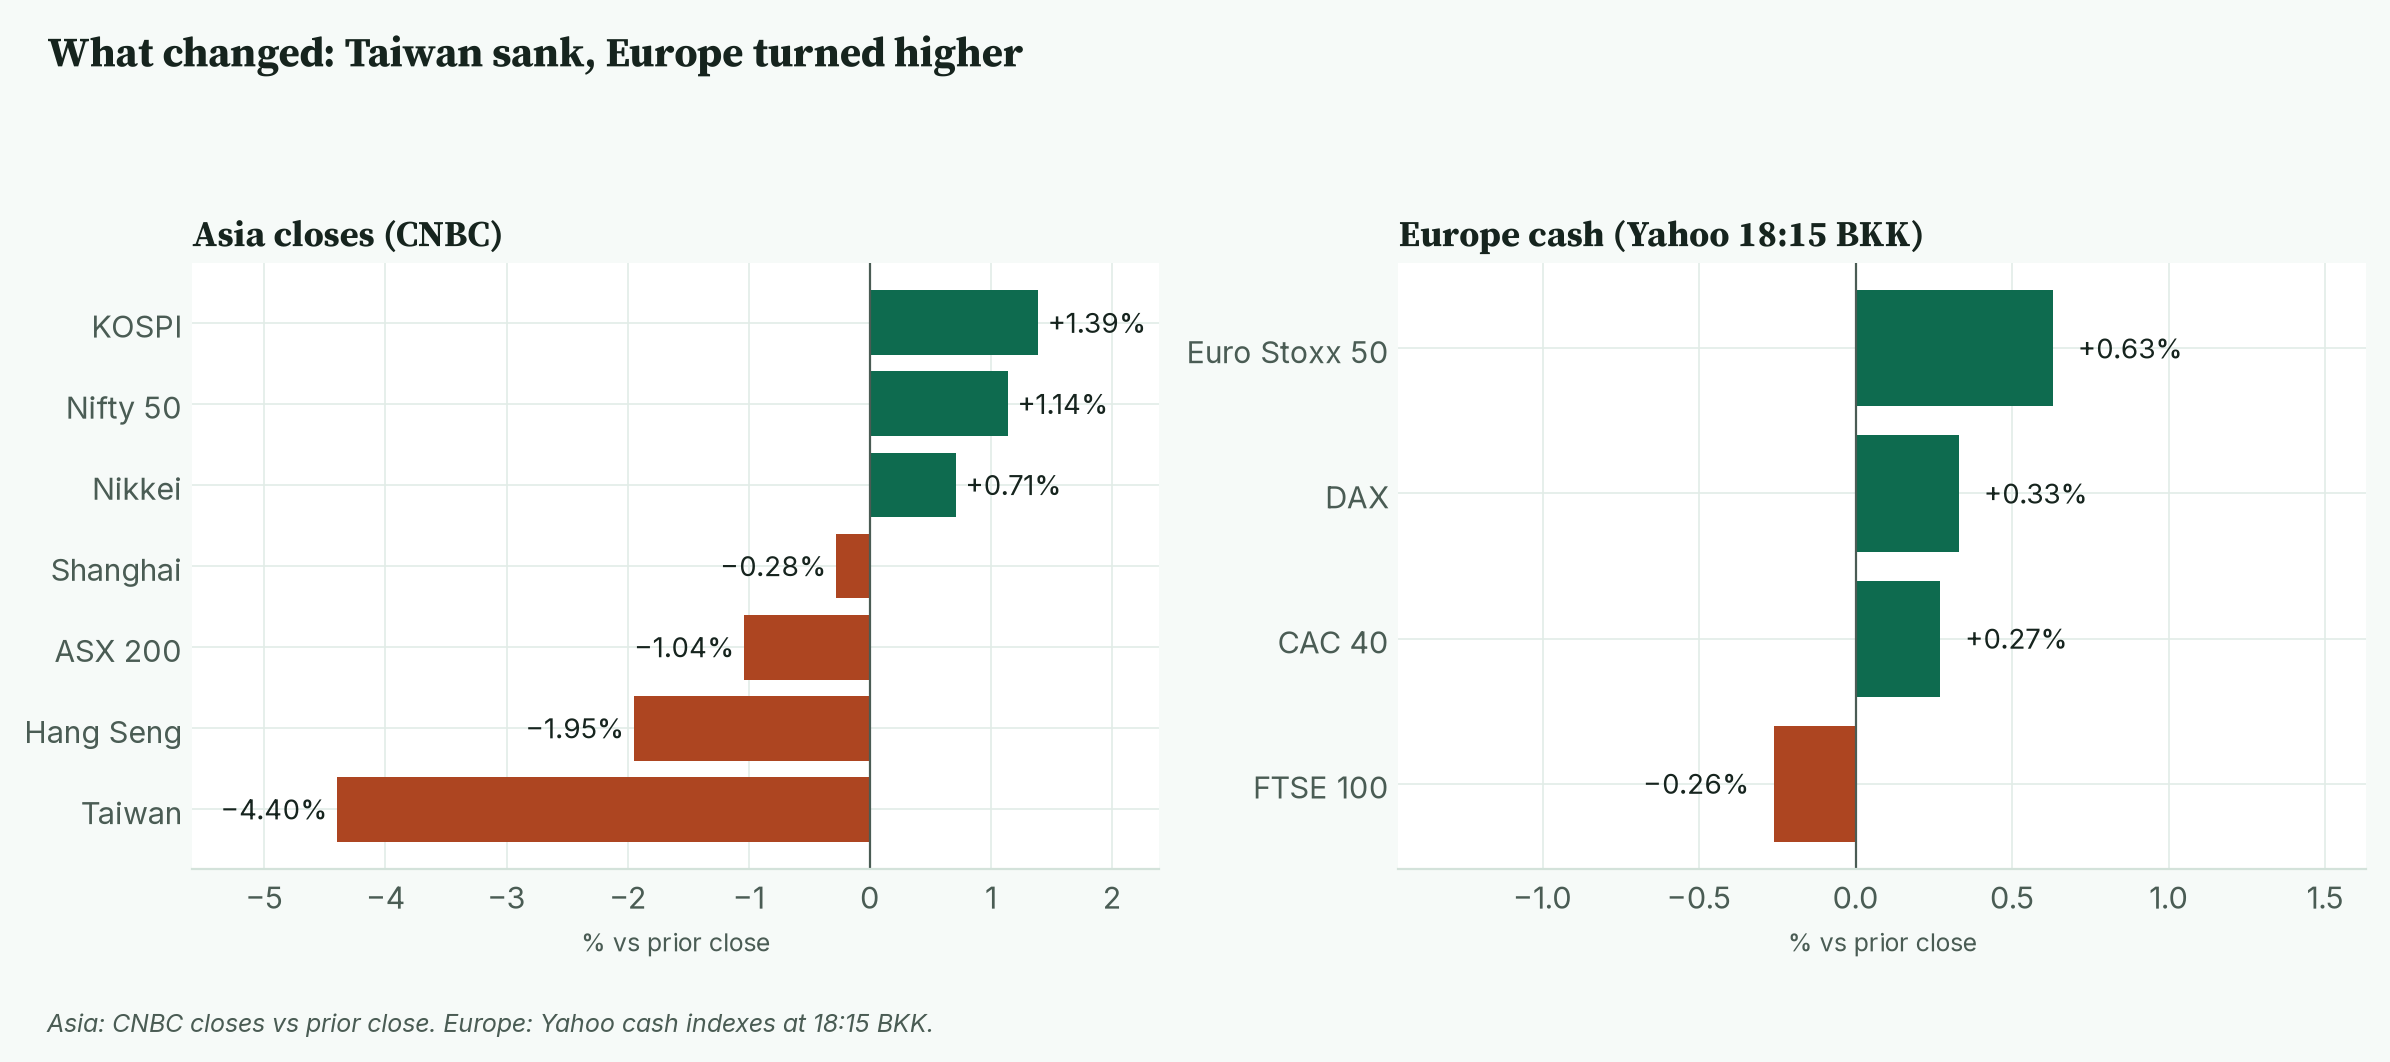 What changed: Taiwan sank, Europe turned higher
Asia closes (CNBC)
KOSPI
+1.39%
Nifty 50
+1.14%
Nikkei
+0.71%
Shanghai
−0.28%
ASX 200
−1.04%
Hang Seng
−1.95%
Taiwan
−4.40%
−5 −4 −3 −2 −1 0 1 2
% vs prior close
Europe cash (Yahoo 18:15 BKK)
Euro Stoxx 50
+0.63%
DAX
+0.33%
CAC 40
+0.27%
FTSE 100
−0.26%
−1.0 −0.5 0.0 0.5 1.0 1.5
% vs prior close
Asia: CNBC closes vs prior close. Europe: Yahoo cash indexes at 18:15 BKK.